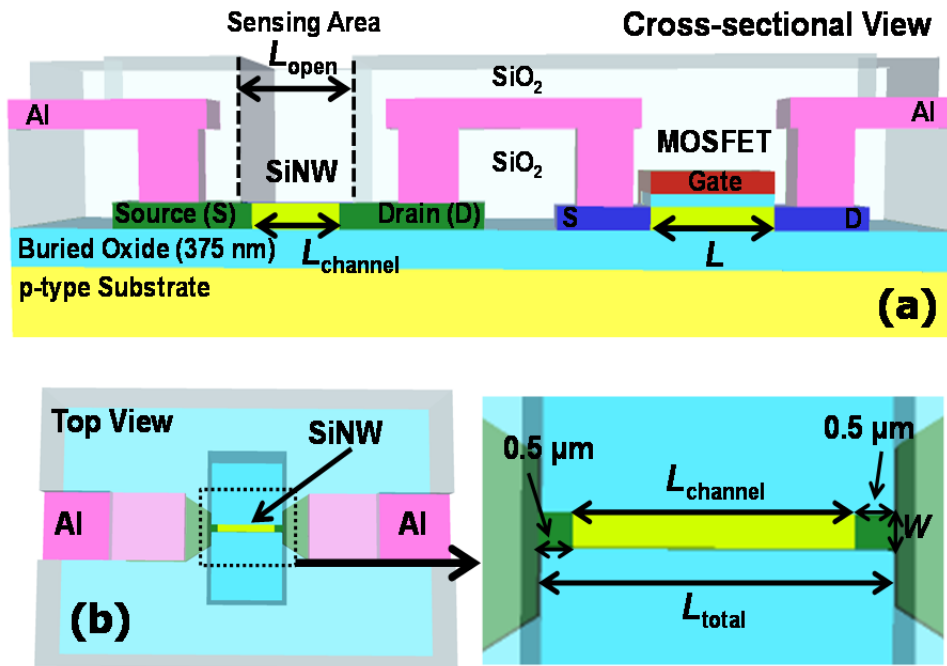 Sensing Area
Cross-sectional View
Lopen
SiO2
Al
Al
SiNW
SiO2
MOSFET
Gate
Source (S)
Drain (D)
S
D
Buried Oxide (375 nm)
Lchannel
L
p-type Substrate
(a)
Top View
SiNW
Al
Al
(b)
0.5 μm
0.5 μm
Lchannel
W
Ltotal